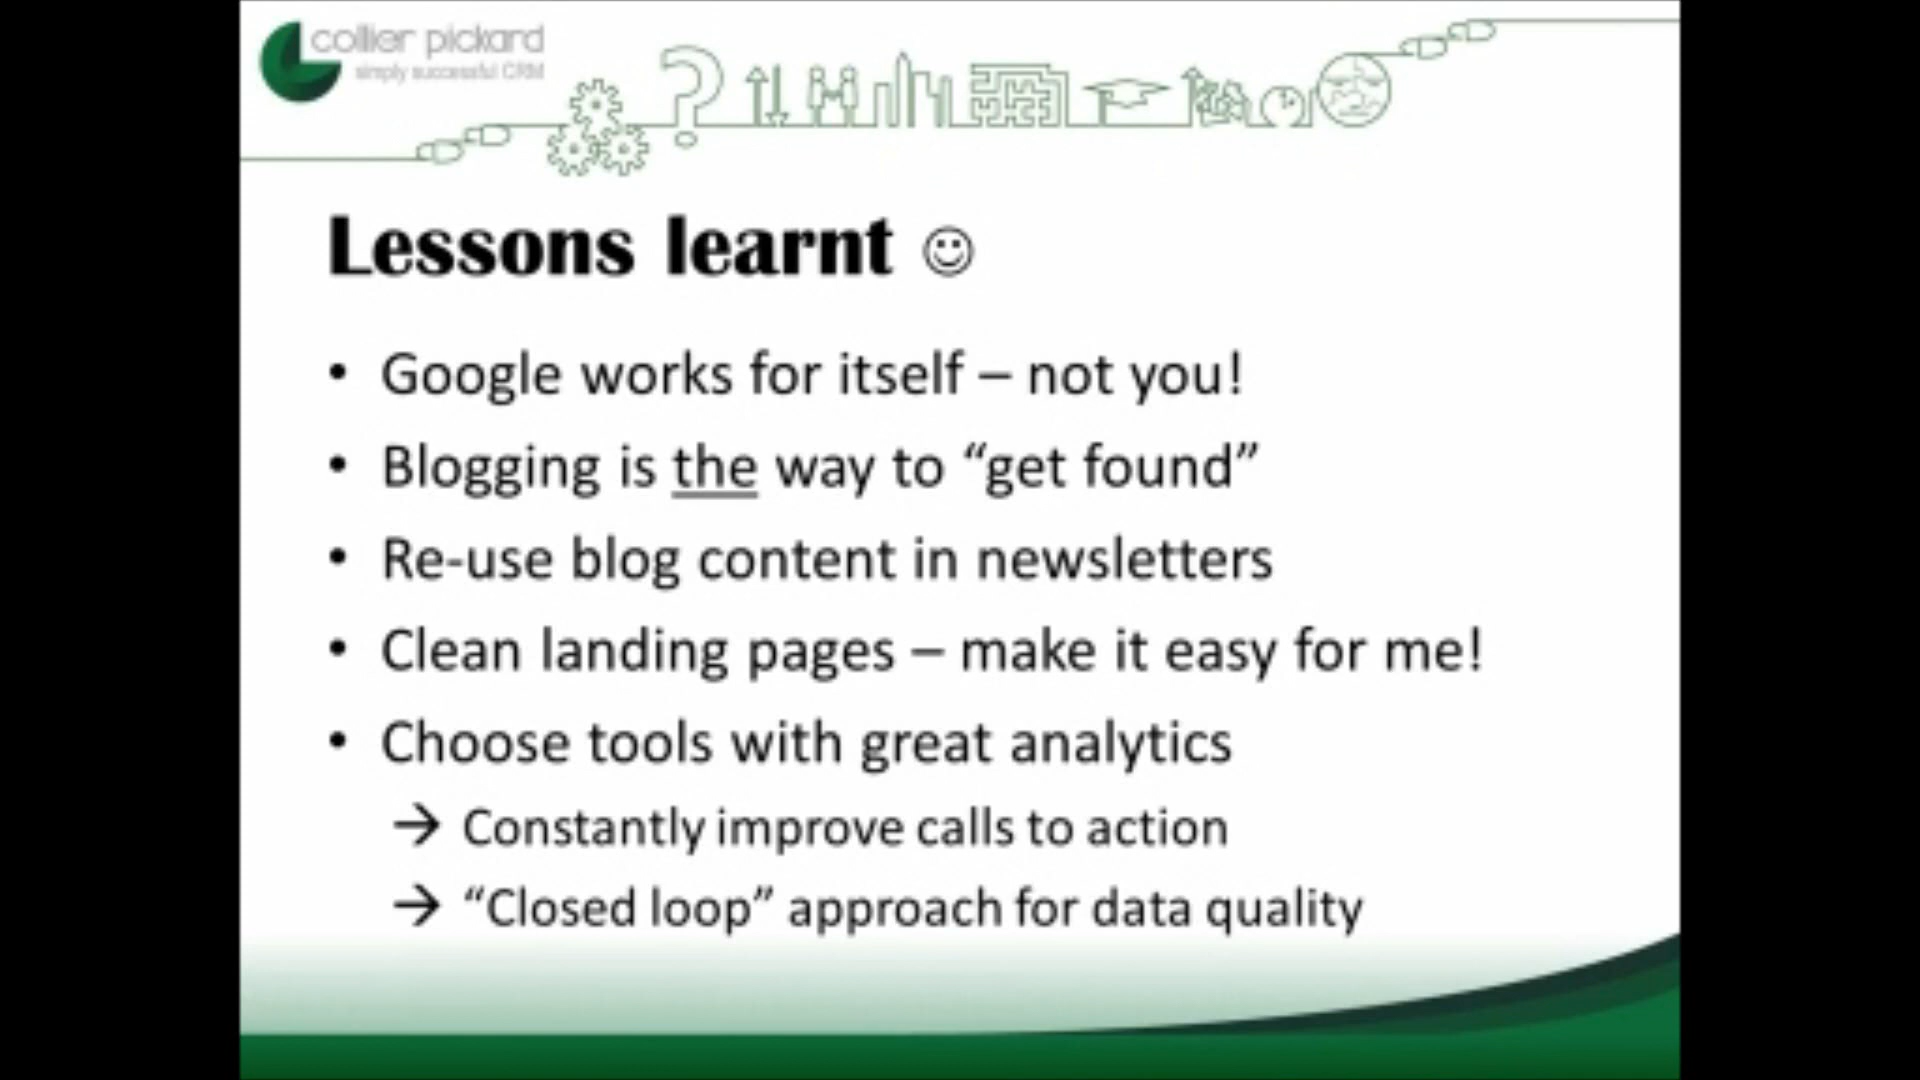 collier pickard
simply successful CRM
Lessons learnt ☺
• Google works for itself – not you!
• Blogging is the way to “get found”
• Re-use blog content in newsletters
• Clean landing pages – make it easy for me!
• Choose tools with great analytics
→ Constantly improve calls to action
→ “Closed loop” approach for data quality